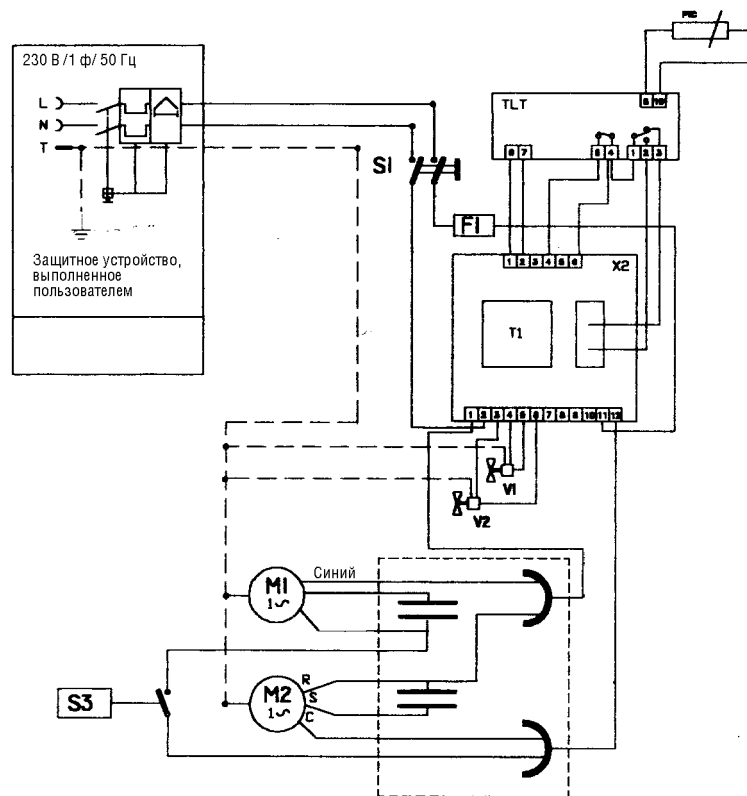 PTC
230 В /1 ф/ 50 Гц
L
N
T
TLT
9 10
6 7
5 4
1 2 3
S1
F1
Защитное устройство,
выполненное
пользователем
1 2 3 4 5 6
X2
T1
1 2 3 4 5 6 7 8 9 10 11 12
V1
V2
Синий
M1
1~
R
S
C
M2
1~
S3